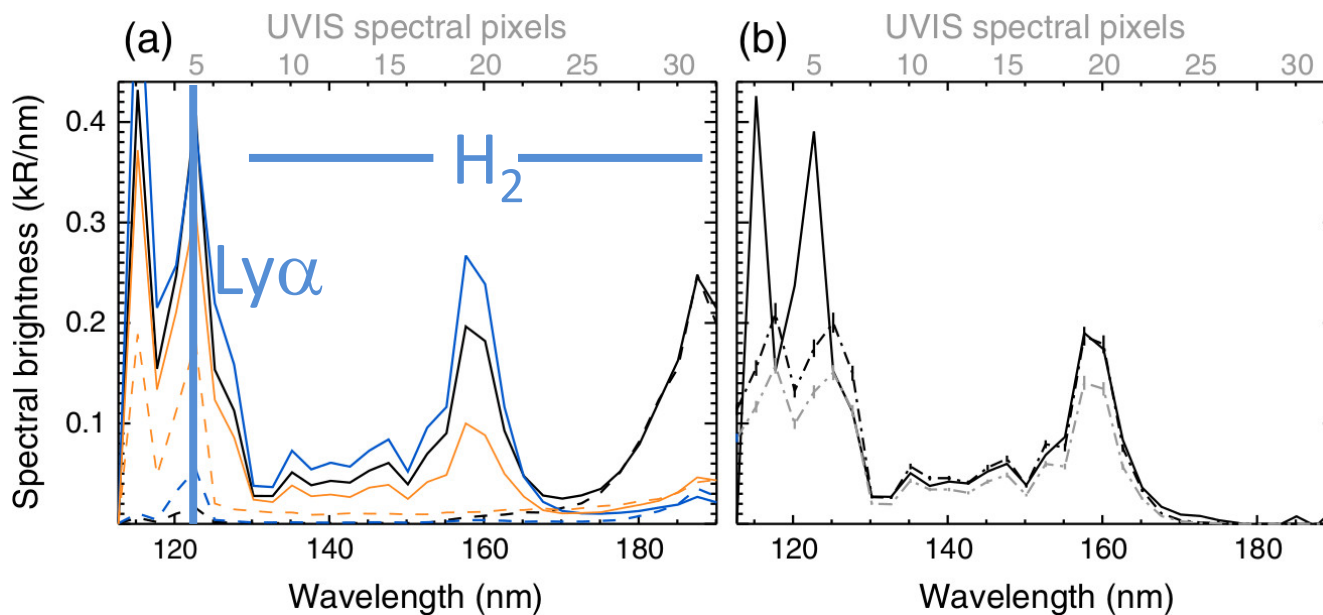 (a) UVIS spectral pixels
5 10 15 20 25 30
0.4
0.3
0.2
0.1
Spectral brightness (kR/nm)
H2
Lyα
120 140 160 180
Wavelength (nm)
(b) UVIS spectral pixels
5 10 15 20 25 30
120 140 160 180
Wavelength (nm)